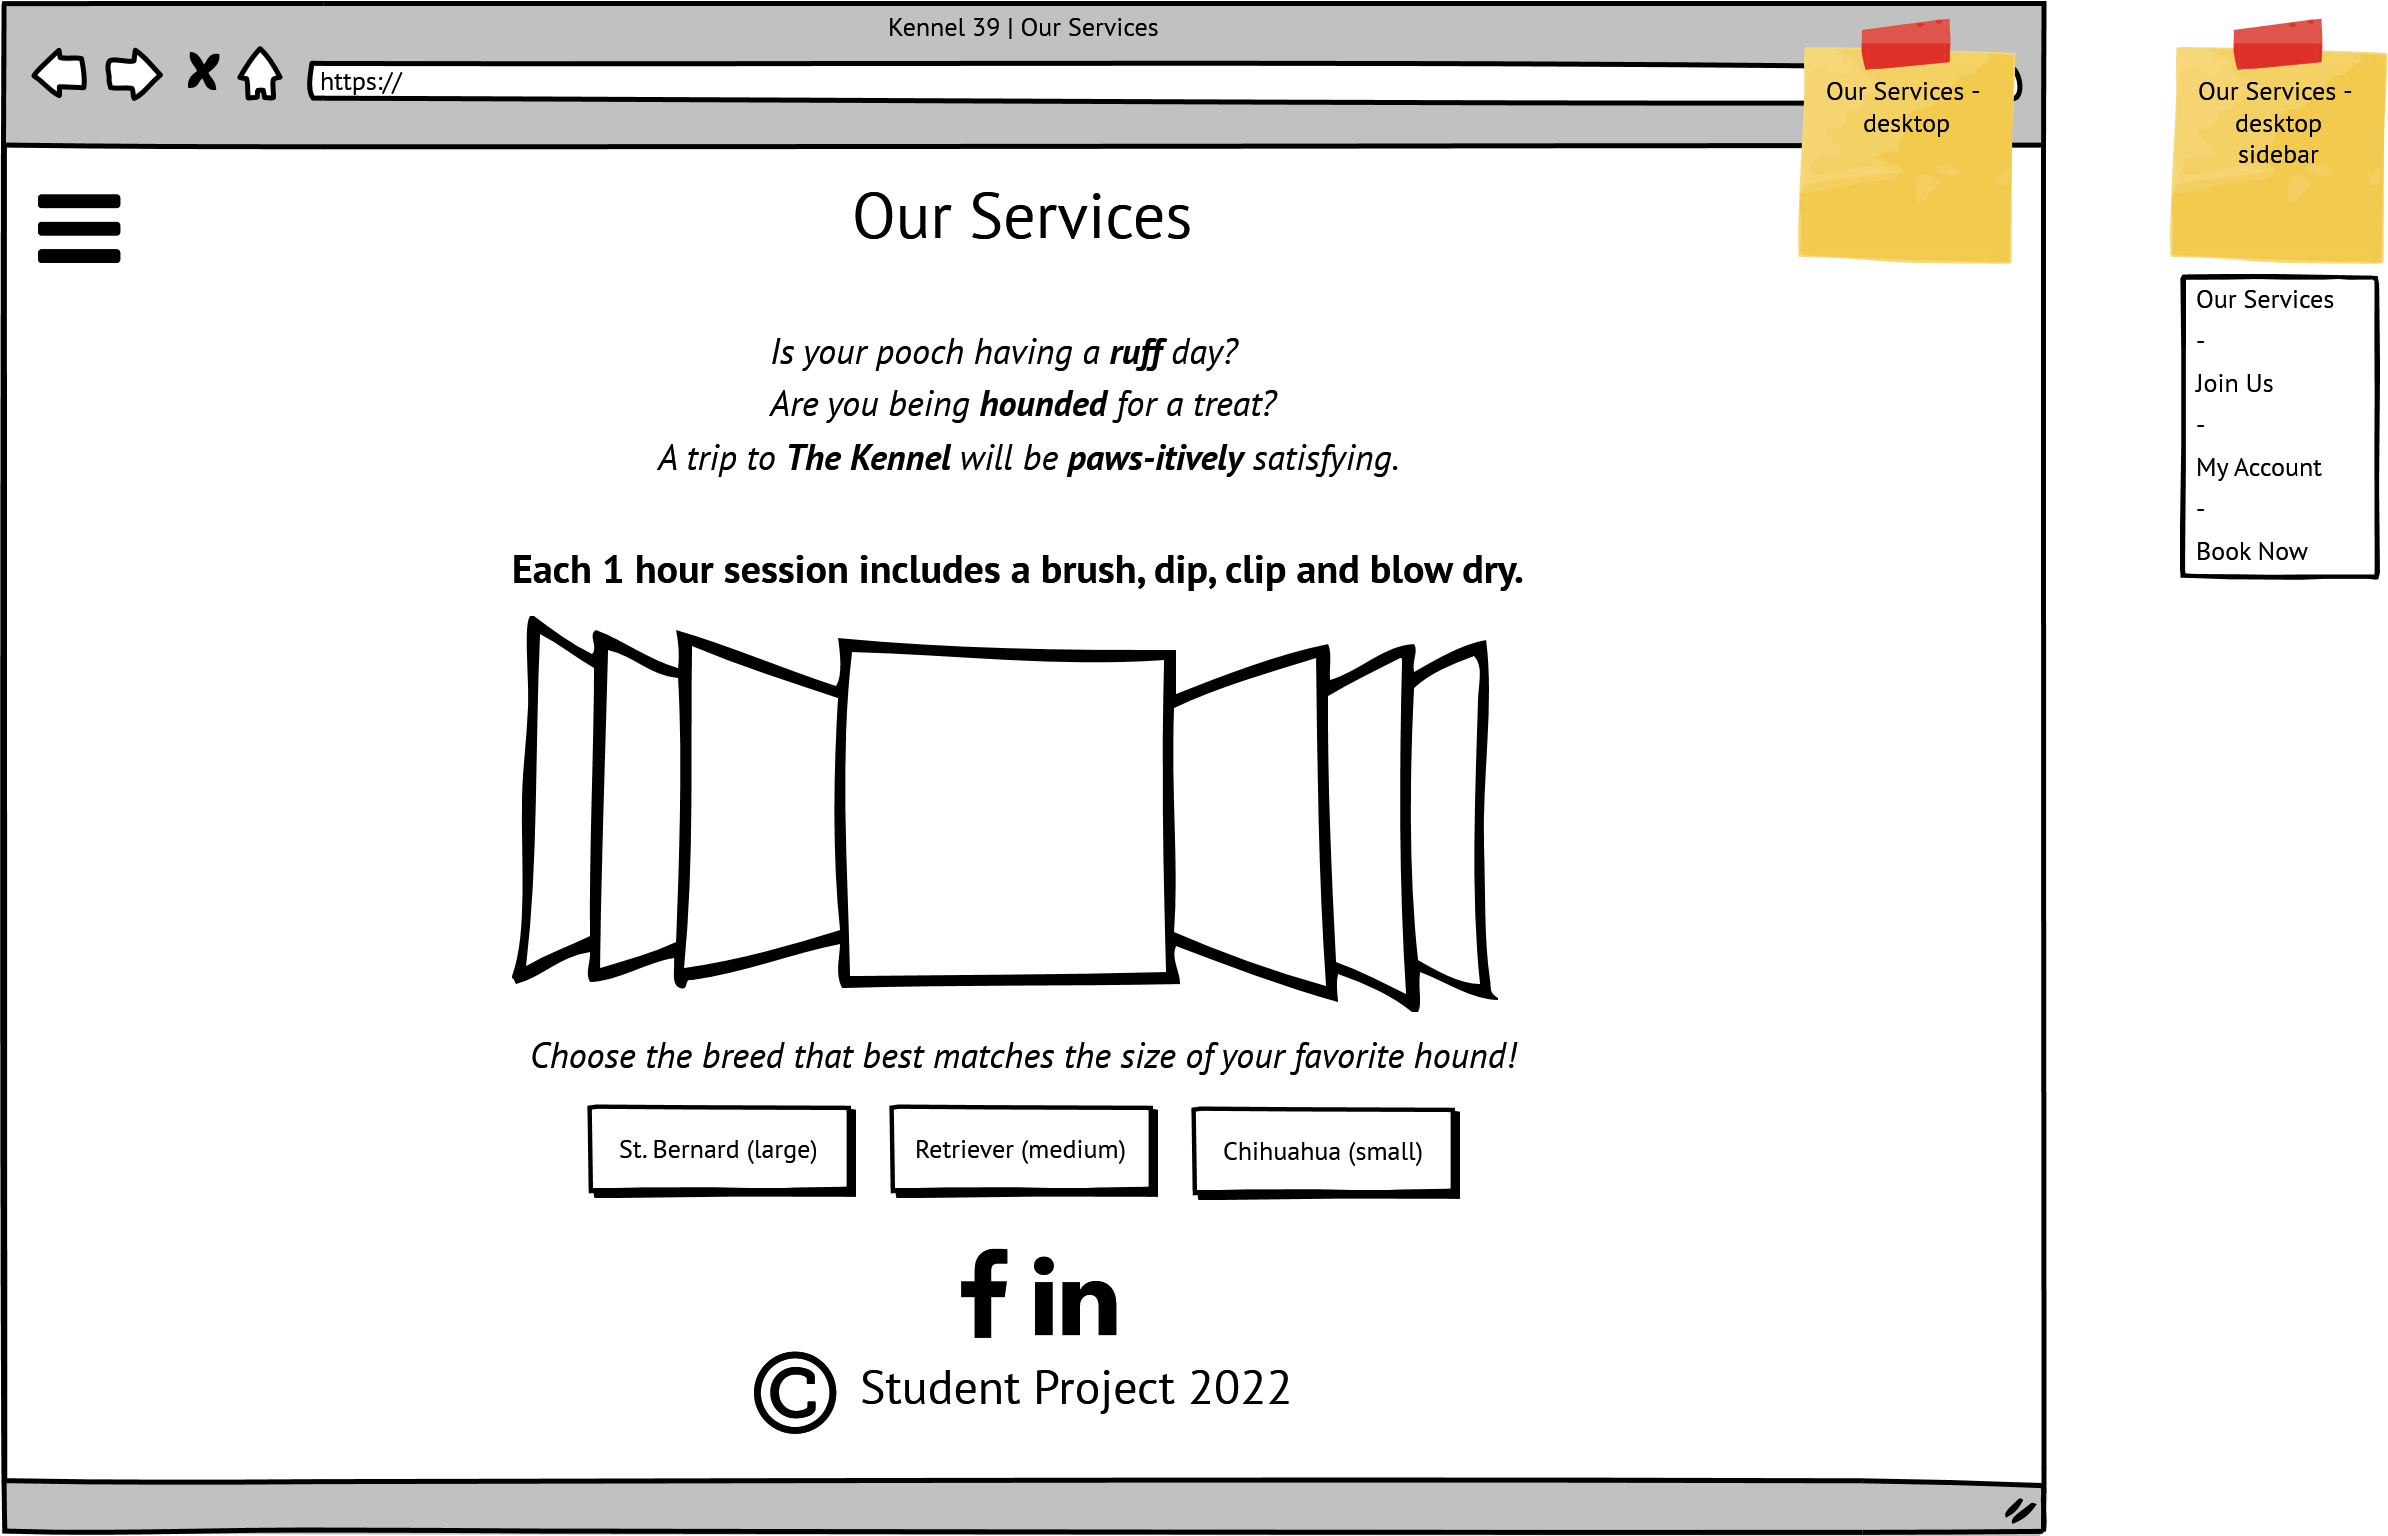 Kennel 39 | Our Services
https://
Our Services -
desktop
Our Services
Is your pooch having a ruff day?
Are you being hounded for a treat?
A trip to The Kennel will be paws-itively satisfying.
Each 1 hour session includes a brush, dip, clip and blow dry.
Choose the breed that best matches the size of your favorite hound!
St. Bernard (large)
Retriever (medium)
Chihuahua (small)
f in
© Student Project 2022
Our Services -
desktop
sidebar
Our Services
-
Join Us
-
My Account
-
Book Now